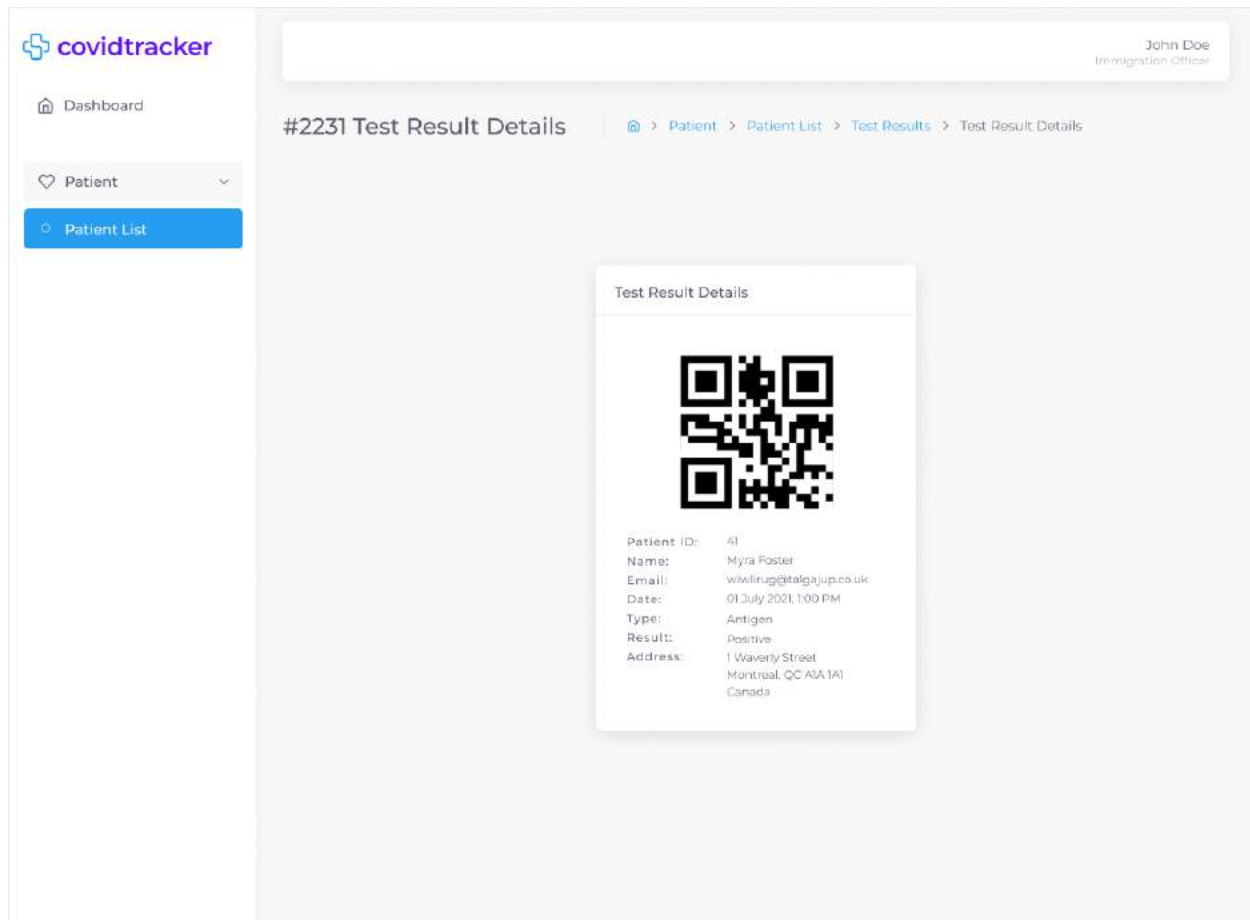 covidtracker
John Doe
Immigration Officer
Dashboard
#2231 Test Result Details
Patient > Patient List > Test Results > Test Result Details
Patient
Patient List
Test Result Details
Patient ID: 41
Name: Myra Foster
Email: wiwlirug@talgajup.co.uk
Date: 01 July 2021, 1:00 PM
Type: Antigen
Result: Positive
Address: 1 Waverly Street
Montreal, QC A1A 1A1
Canada